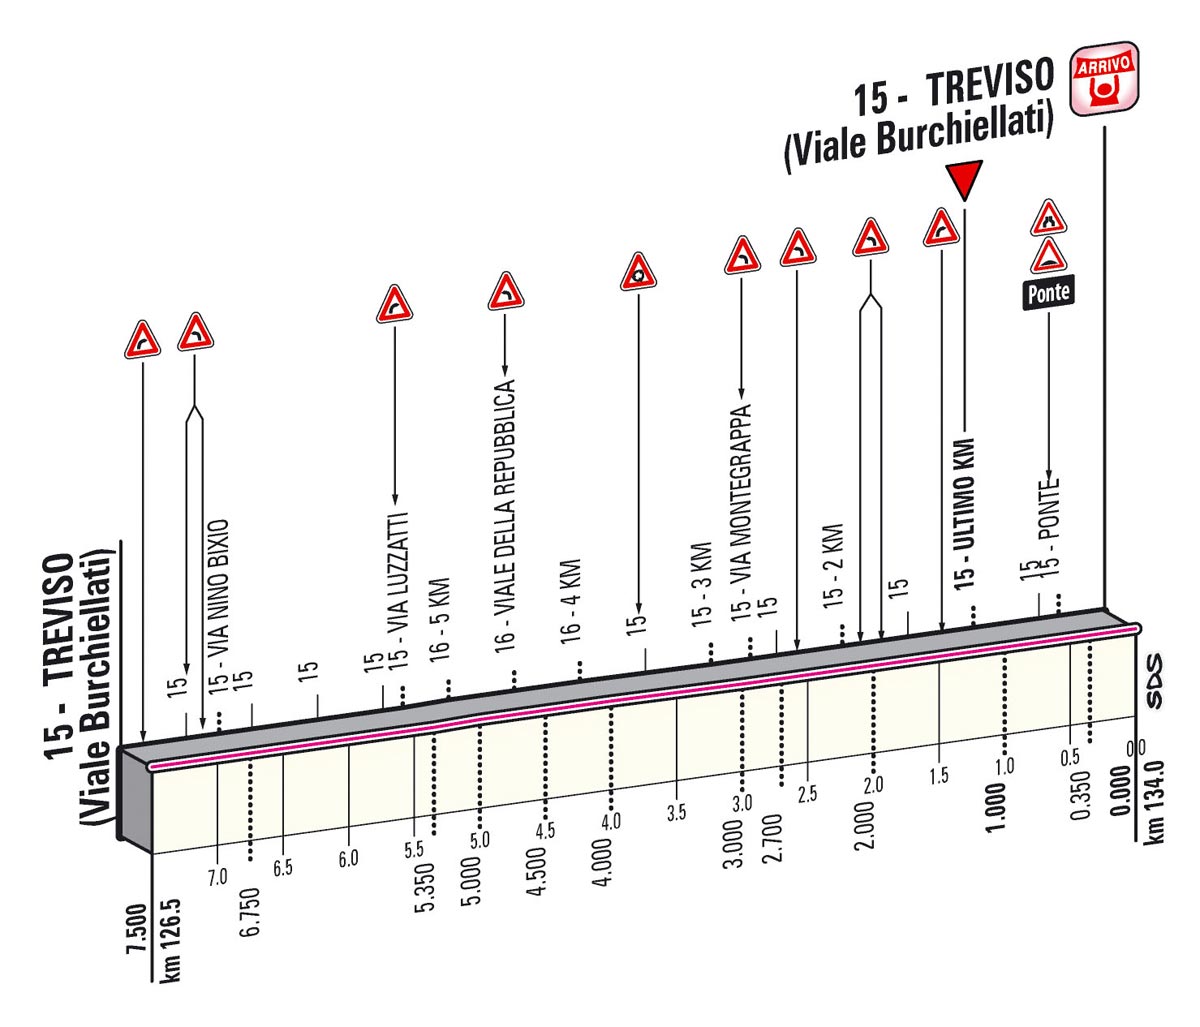 ARRIVO
15 - TREVISO
(Viale Burchiellati)
Ponte
15 - TREVISO
(Viale Burchiellati)
15
15 - VIA NINO BIXIO
15
15
15
15 - VIA LUZZATTI
16 - 5 KM
16 - VIALE DELLA REPUBBLICA
16 - 4 KM
15
15 - 3 KM
15 - VIA MONTEGRAPPA
15
15 - 2 KM
15
15 - ULTIMO KM
15
15 - PONTE
SDS
7.0
6.5
6.0
5.5
5.0
4.5
4.0
3.5
3.0
2.5
2.0
1.5
1.0
0.5
0.0
7.500
km 126.5
6.750
5.350
5.000
4.500
4.000
3.000
2.700
2.000
1.000
0.350
0.000
km 134.0